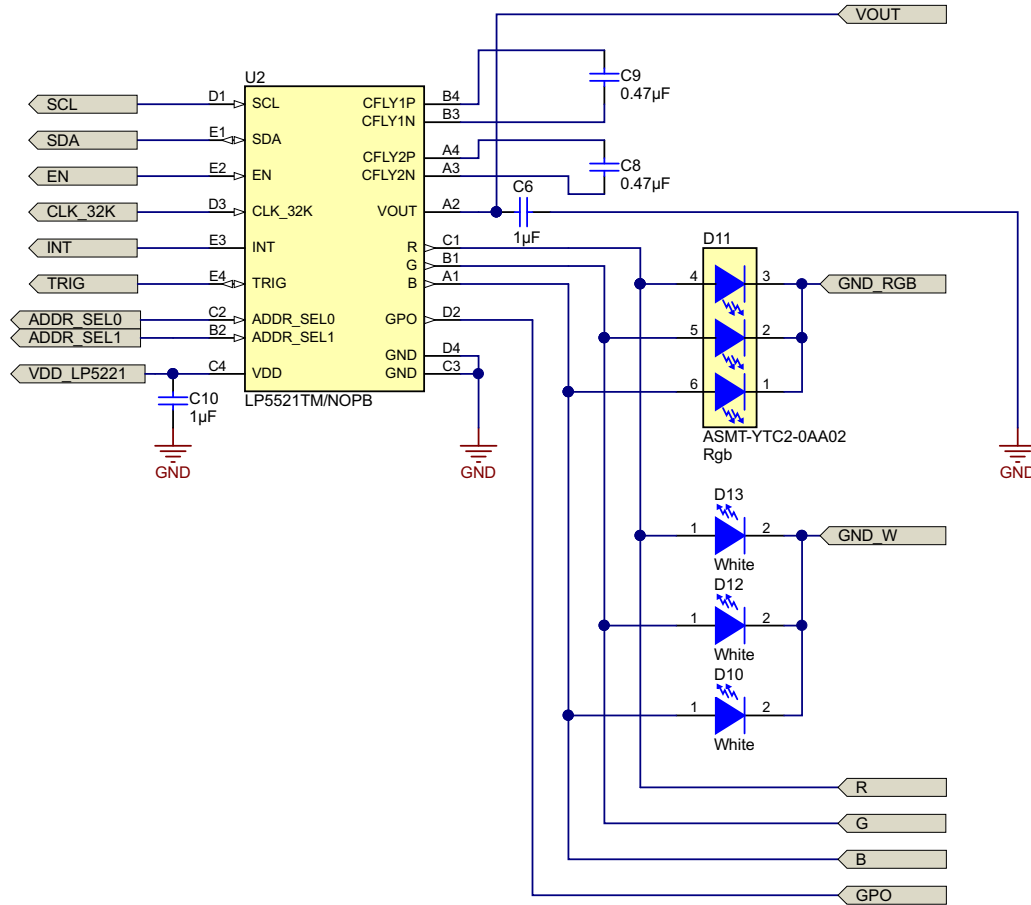 VOUT
U2
SCL
D1
SCL
CFLY1P
B4
C9
0.47µF
CFLY1N
B3
SDA
E1
SDA
CFLY2P
A4
C8
0.47µF
CFLY2N
A3
EN
E2
EN
CLK_32K
D3
CLK_32K
VOUT
A2
C6
1µF
INT
E3
INT
R
C1
G
B1
B
A1
TRIG
E4
TRIG
ADDR_SEL0
C2
ADDR_SEL0
GPO
D2
ADDR_SEL1
B2
ADDR_SEL1
GND
D4
VDD_LP5221
C4
VDD
GND
C3
LP5521TM/NOPB
C10
1µF
GND
GND
D11
4
3
GND_RGB
5
2
6
1
ASMT-YTC2-0AA02
Rgb
GND
D13
1
2
GND_W
White
D12
1
2
White
D10
1
2
White
R
G
B
GPO